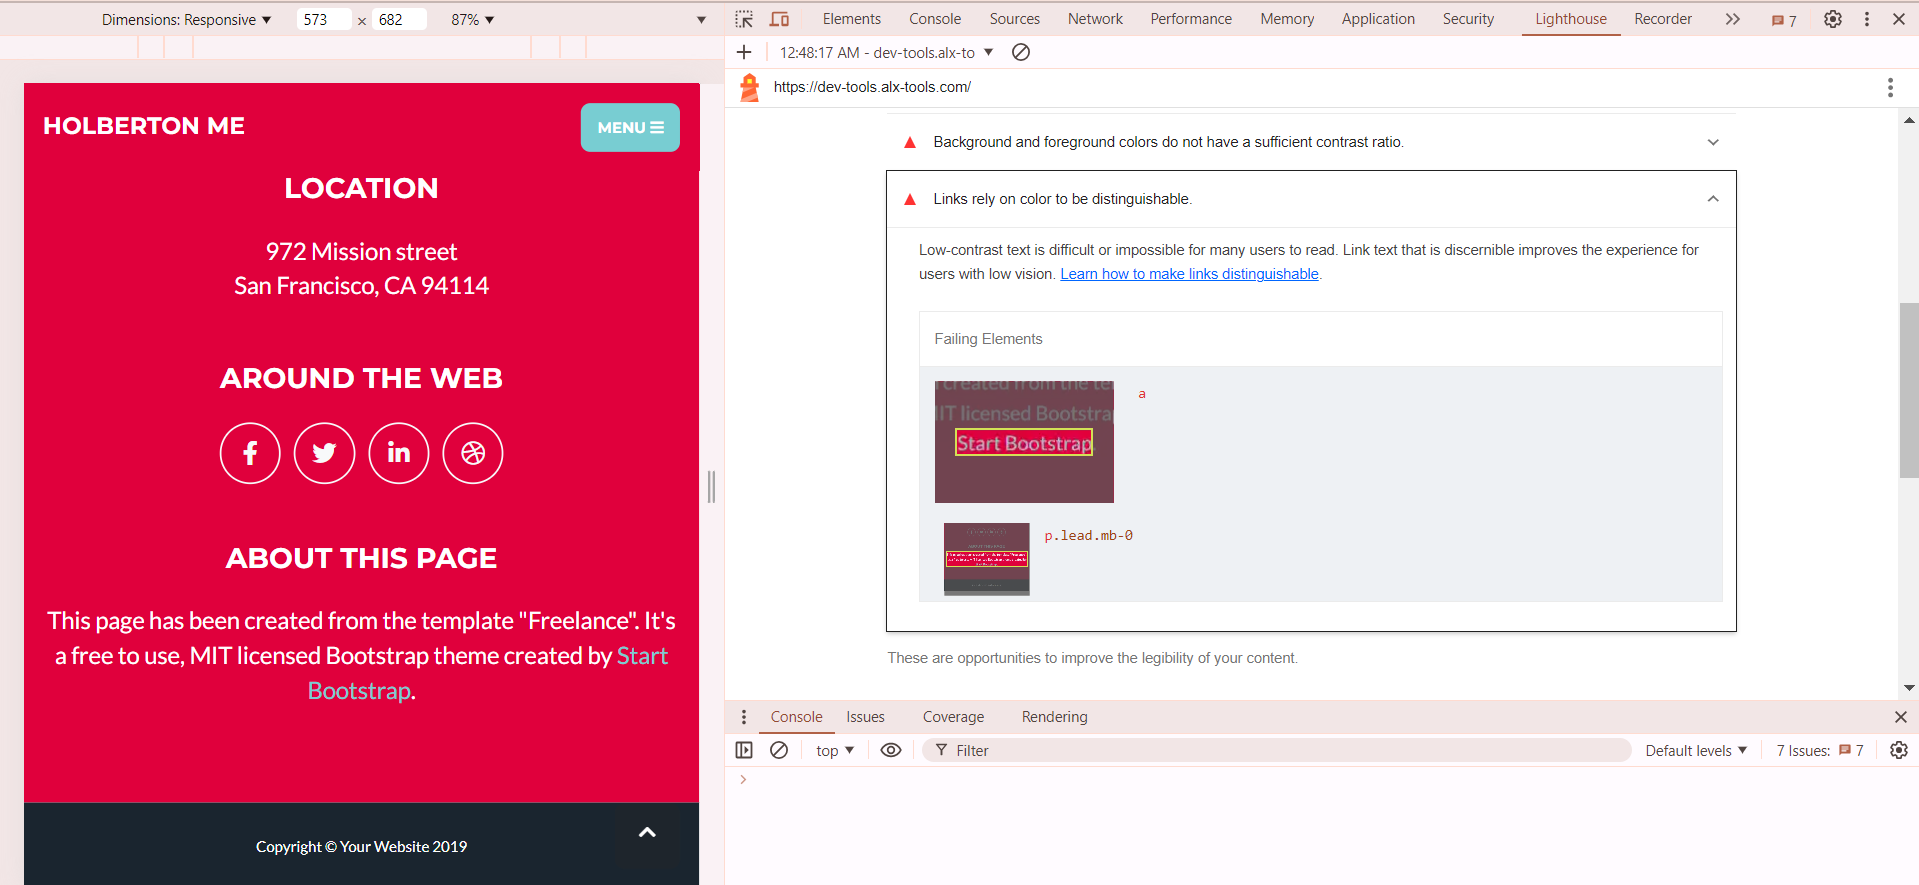 Dimensions: Responsive ▼ 573 × 682 87% ▼ ▼
Elements Console Sources Network Performance Memory Application Security Lighthouse Recorder 7
12:48:17 AM - dev-tools.alx-to ▼
https://dev-tools.alx-tools.com/
HOLBERTON ME
MENU
LOCATION
972 Mission street
San Francisco, CA 94114
AROUND THE WEB
ABOUT THIS PAGE
This page has been created from the template "Freelance". It's
a free to use, MIT licensed Bootstrap theme created by Start
Bootstrap.
Copyright © Your Website 2019
Background and foreground colors do not have a sufficient contrast ratio.
Links rely on color to be distinguishable.
Low-contrast text is difficult or impossible for many users to read. Link text that is discernible improves the experience for
users with low vision. Learn how to make links distinguishable.
Failing Elements
created from the te
MIT licensed Bootstrap
Start Bootstrap.
a
p.lead.mb-0
These are opportunities to improve the legibility of your content.
Console Issues Coverage Rendering
top ▼ Filter Default levels ▼ 7 Issues: 7